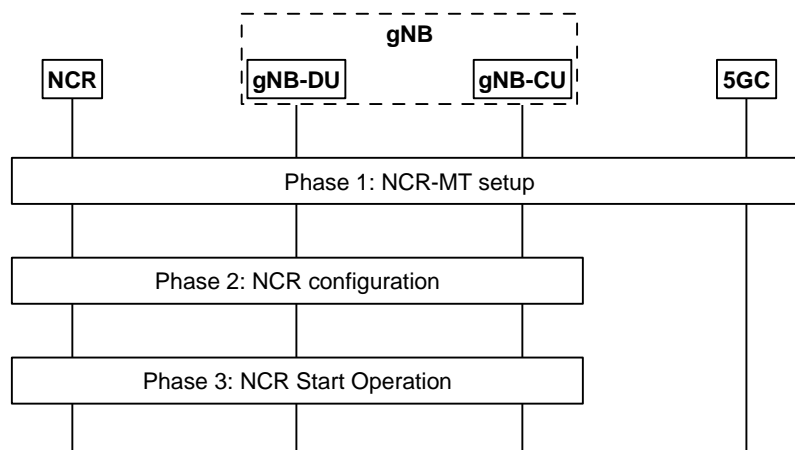 gNB
NCR
gNB-DU
gNB-CU
5GC
Phase 1: NCR-MT setup
Phase 2: NCR configuration
Phase 3: NCR Start Operation